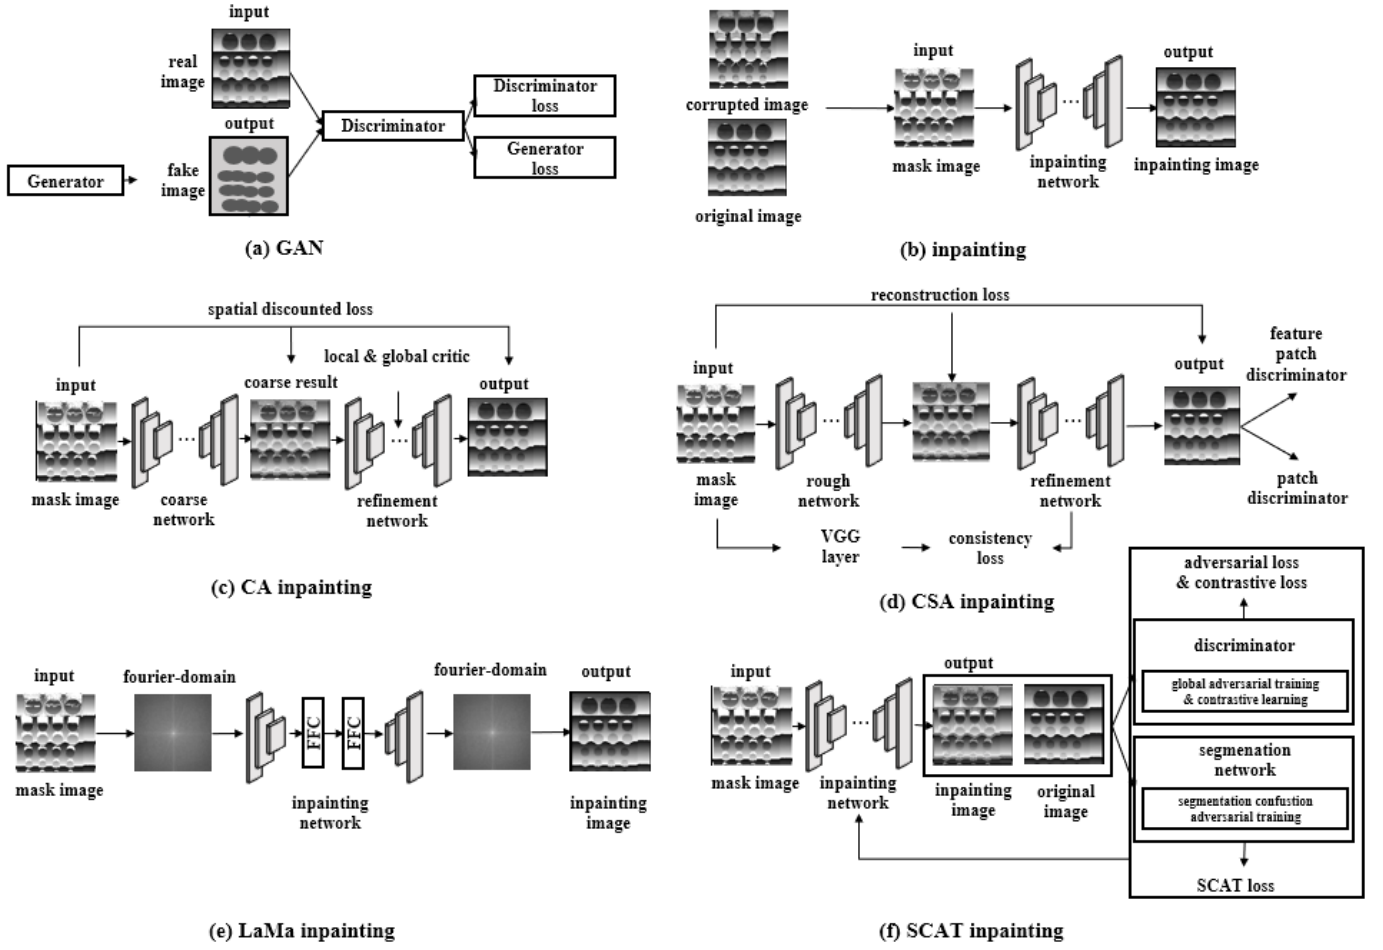 input
real
image
output
fake
image
Generator
Discriminator
Discriminator
loss
Generator
loss
(a) GAN
corrupted image
original image
input
mask image
inpainting
network
output
inpainting image
(b) inpainting
spatial discounted loss
local & global critic
input
mask image
coarse
network
coarse result
refinement
network
output
(c) CA inpainting
reconstruction loss
input
mask
image
rough
network
refinement
network
output
feature
patch
discriminator
patch
discriminator
VGG
layer
consistency
loss
(d) CSA inpainting
input
mask image
fourier-domain
FFC
FFC
inpainting
network
fourier-domain
output
inpainting
image
(e) LaMa inpainting
input
mask image
inpainting
network
output
inpainting
image
original
image
adversarial loss
& contrastive loss
discriminator
global adversarial training
& contrastive learning
segmenation
network
segmentation confustion
adversarial training
SCAT loss
(f) SCAT inpainting